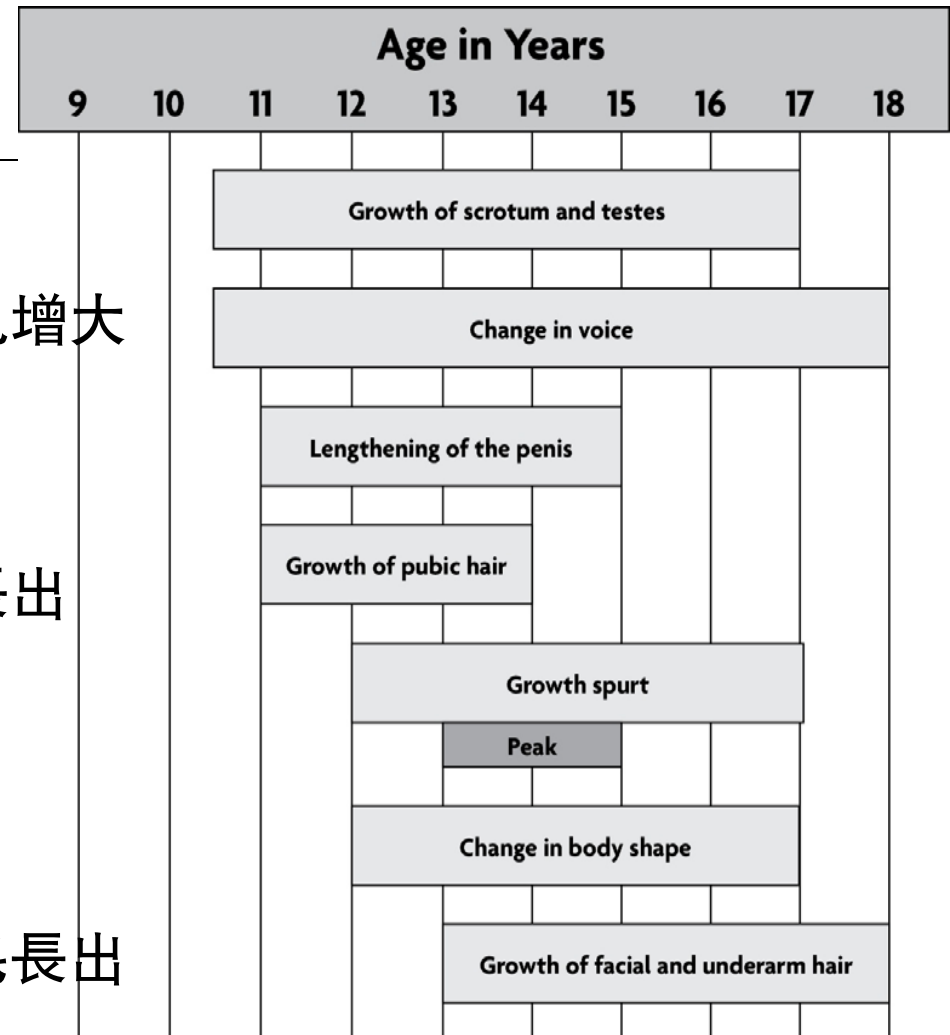 Age in Years
9 10 11 12 13 14 15 16 17 18
Growth of scrotum and testes
增大
Change in voice
Lengthening of the penis
Growth of pubic hair
出
Growth spurt
Peak
Change in body shape
長出
Growth of facial and underarm hair